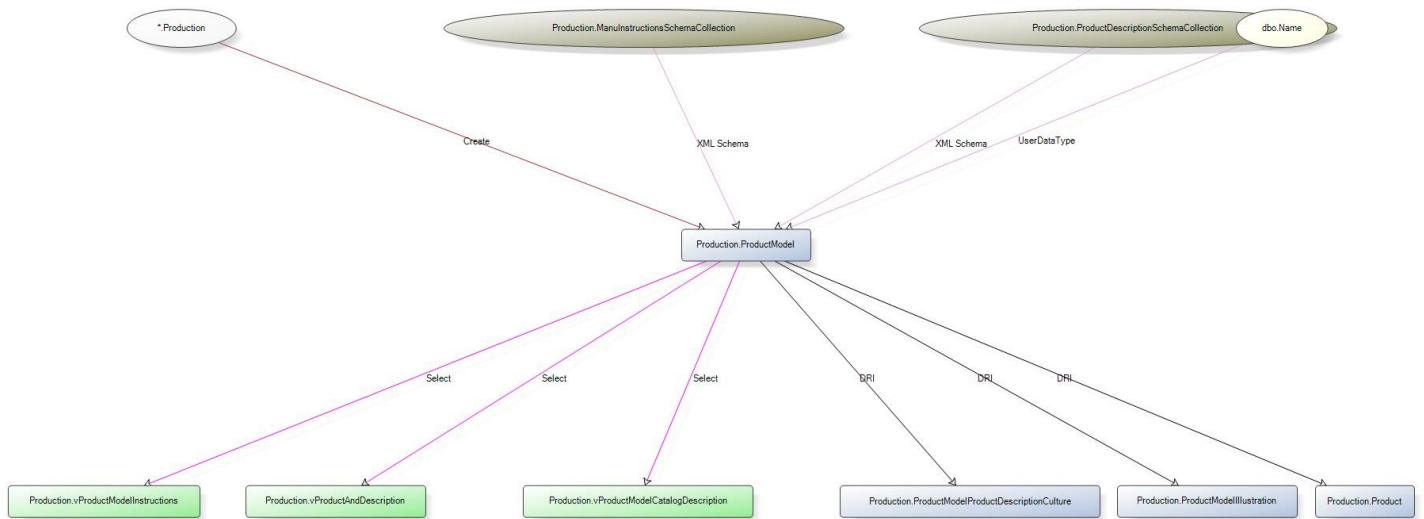 *.Production
Production.ManuInstructionsSchemaCollection
Production.ProductDescriptionSchemaCollection
dbo.Name
Create
XML Schema
XML Schema
UserDataType
Production.ProductModel
Select
Select
Select
DRI
DRI
DRI
Production.vProductModelInstructions
Production.vProductAndDescription
Production.vProductModelCatalogDescription
Production.ProductModelProductDescriptionCulture
Production.ProductModelIllustration
Production.Product